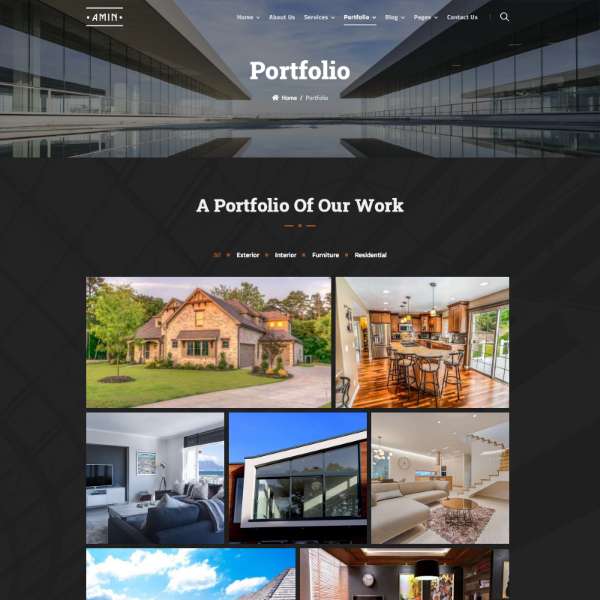 • AMIN •
Home About Us Services Portfolio Blog Pages Contact Us
Portfolio
Home / Portfolio
A Portfolio Of Our Work
All Exterior Interior Furniture Residential